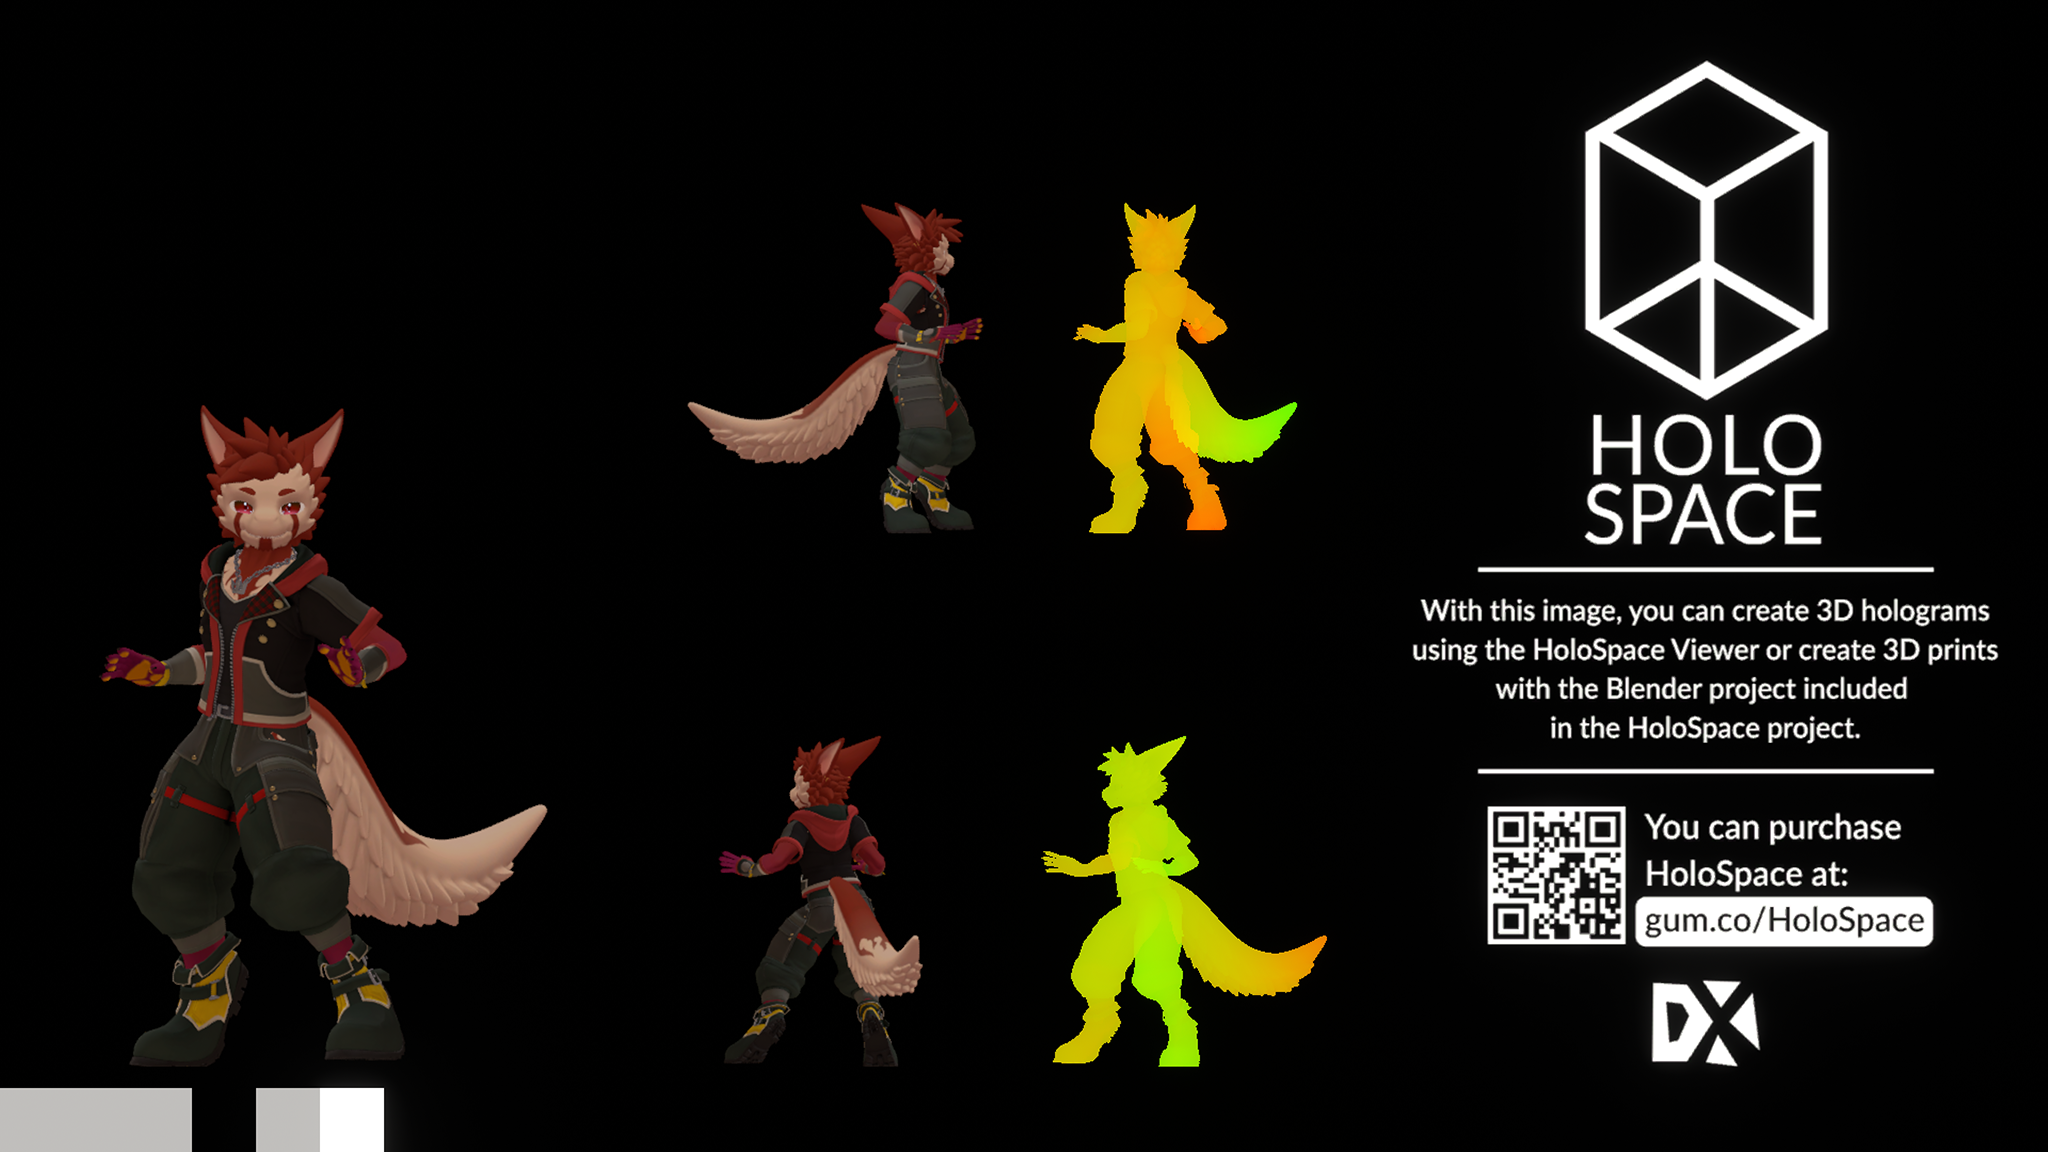 HOLO
SPACE
With this image, you can create 3D holograms
using the HoloSpace Viewer or create 3D prints
with the Blender project included
in the HoloSpace project.
You can purchase
HoloSpace at:
gum.co/HoloSpace
DX